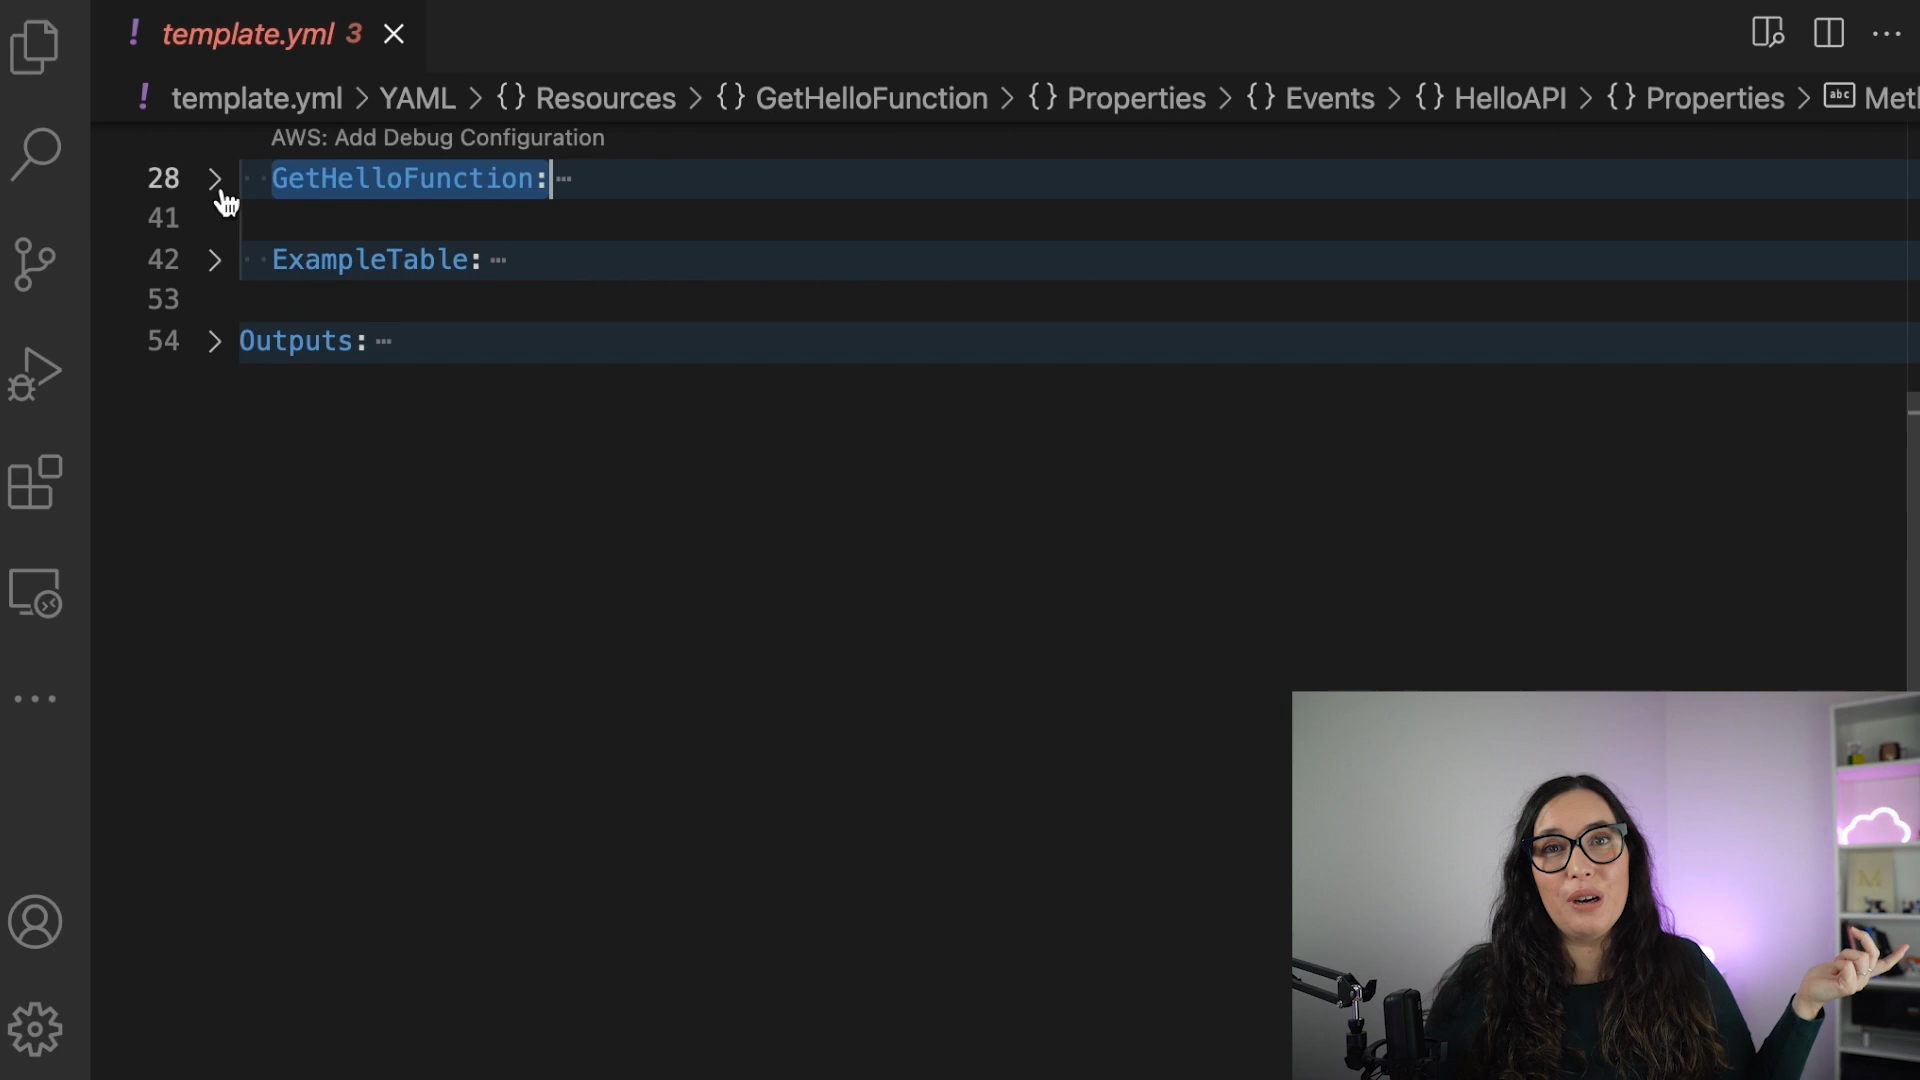 ! template.yml 3
! template.yml > YAML > {} Resources > {} GetHelloFunction > {} Properties > {} Events > {} HelloAPI > {} Properties > abc Met
AWS: Add Debug Configuration
28 > GetHelloFunction: ...
41
42 > ExampleTable: ...
53
54 > Outputs: ...
M